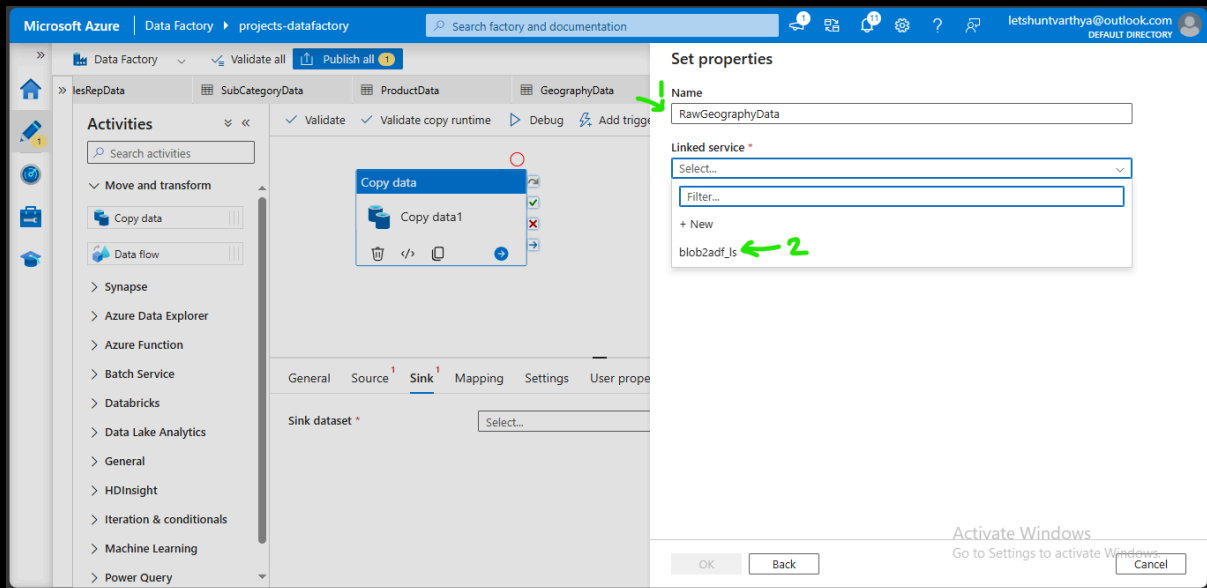 Microsoft Azure Data Factory projects-datafactory Search factory and documentation 1 11 letshuntvarthya@outlook.com
DEFAULT DIRECTORY
Data Factory Validate all Publish all 1
lesRepData SubCategoryData ProductData GeographyData
Activities
Validate Validate copy runtime Debug Add trigge
Search activities
Move and transform
Copy data
Data flow
Synapse
Azure Data Explorer
Azure Function
Batch Service
Databricks
Data Lake Analytics
General
HDInsight
Iteration & conditionals
Machine Learning
Power Query
1
Copy data
Copy data1
General Source 1 Sink 1 Mapping Settings User prope
Sink dataset *
Select...
Set properties
Name
1
RawGeographyData
Linked service *
Select...
Filter...
+ New
blob2adf_ls 2
Activate Windows
Go to Settings to activate Windows.
OK Back Cancel